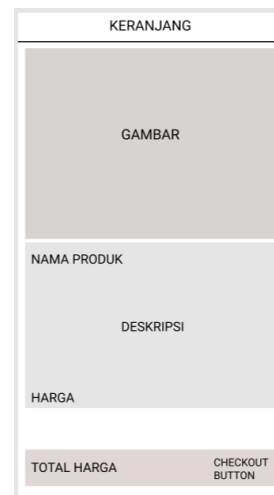 KERANJANG
GAMBAR
NAMA PRODUK
DESKRIPSI
HARGA
TOTAL HARGA
CHECKOUT
BUTTON